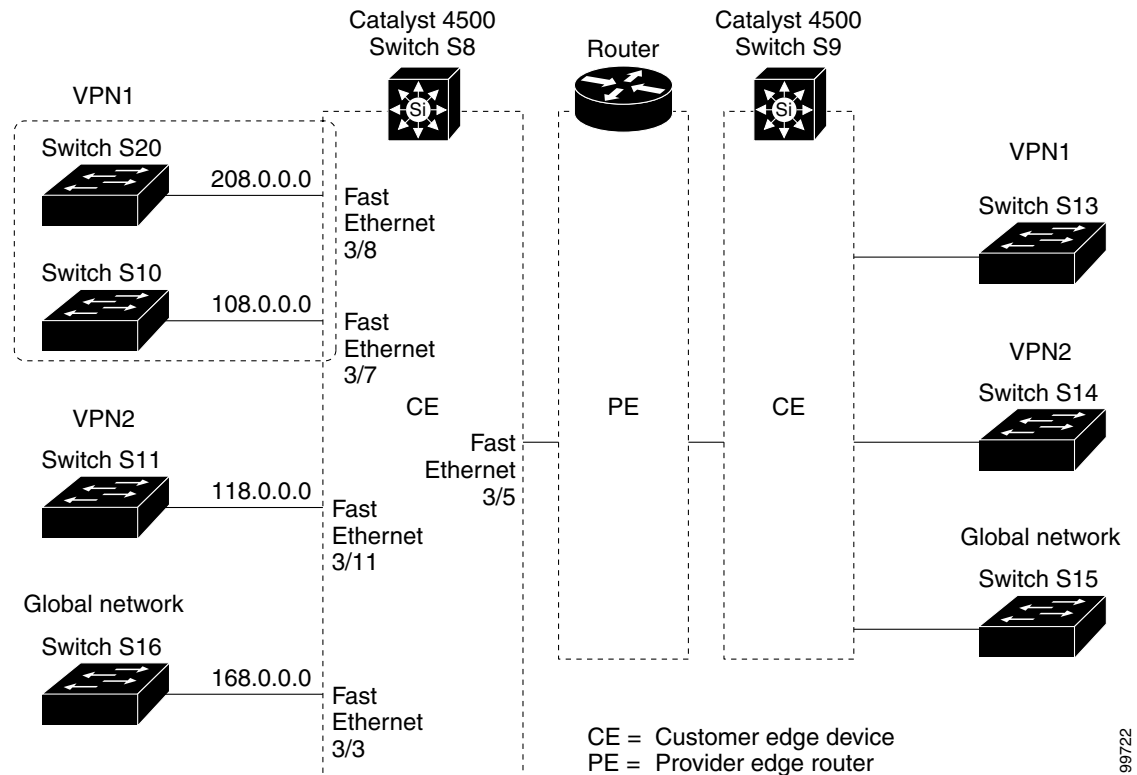 Catalyst 4500
Switch S8
Router
Catalyst 4500
Switch S9
Si
Si
VPN1
Switch S20
208.0.0.0
Fast
Ethernet
3/8
Switch S10
108.0.0.0
Fast
Ethernet
3/7
VPN2
Switch S11
118.0.0.0
Fast
Ethernet
3/11
Global network
Switch S16
168.0.0.0
Fast
Ethernet
3/3
CE
Fast
Ethernet
3/5
PE
CE
VPN1
Switch S13
VPN2
Switch S14
Global network
Switch S15
CE = Customer edge device
PE = Provider edge router
99722